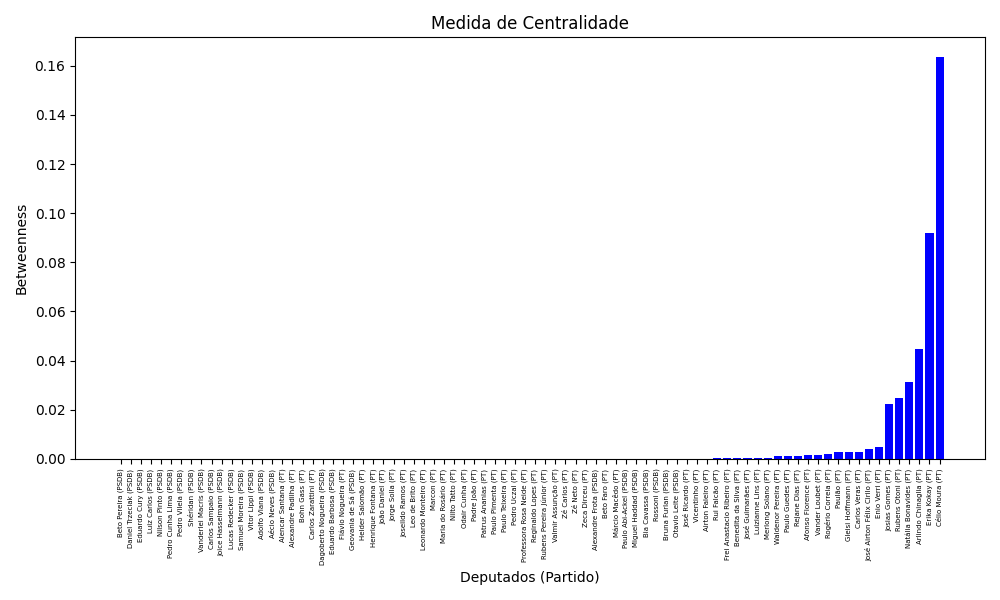 Medida de Centralidade
Betweenness
0.16
0.14
0.12
0.10
0.08
0.06
0.04
0.02
0.00
Beto Pereira (PSDB)
Daniel Trzeciak (PSDB)
Eduardo Cury (PSDB)
Luiz Carlos (PSDB)
Nilson Pinto (PSDB)
Pedro Cunha Lima (PSDB)
Pedro Vilela (PSDB)
Shéridan (PSDB)
Vanderlei Macris (PSDB)
Carlos Sampaio (PSDB)
Joice Hasselmann (PSDB)
Lucas Redecker (PSDB)
Samuel Moreira (PSDB)
Vitor Lippi (PSDB)
Adolfo Viana (PSDB)
Aécio Neves (PSDB)
Alencar Santana (PT)
Alexandre Padilha (PT)
Bohn Gass (PT)
Carlos Zarattini (PT)
Dagoberto Nogueira (PSDB)
Eduardo Barbosa (PSDB)
Flávio Nogueira (PT)
Geovania de Sá (PSDB)
Helder Salomão (PT)
Henrique Fontana (PT)
João Daniel (PT)
Jorge Solla (PT)
Joseildo Ramos (PT)
Leo de Brito (PT)
Leonardo Monteiro (PT)
Marcon (PT)
Maria do Rosário (PT)
Nilto Tatto (PT)
Odair Cunha (PT)
Padre João (PT)
Patrus Ananias (PT)
Paulo Pimenta (PT)
Paulo Teixeira (PT)
Pedro Uczai (PT)
Professora Rosa Neide (PT)
Reginaldo Lopes (PT)
Rubens Pereira Júnior (PT)
Valmir Assunção (PT)
Zé Carlos (PT)
Zé Neto (PT)
Zeca Dirceu (PT)
Alexandre Frota (PSDB)
Beto Faro (PT)
Márcio Macêdo (PT)
Paulo Abi-Ackel (PSDB)
Miguel Haddad (PSDB)
Bia Cavassa (PSDB)
Rossoni (PSDB)
Bruna Furlan (PSDB)
Otavio Leite (PSDB)
José Ricardo (PT)
Vicentinho (PT)
Airton Faleiro (PT)
Rui Falcão (PT)
Frei Anastacio Ribeiro (PT)
Benedita da Silva (PT)
José Guimarães (PT)
Luizianne Lins (PT)
Merlong Solano (PT)
Waldenor Pereira (PT)
Paulo Guedes (PT)
Rejane Dias (PT)
Afonso Florence (PT)
Vander Loubet (PT)
Rogério Correia (PT)
Paulão (PT)
Gleisi Hoffmann (PT)
Carlos Veras (PT)
José Airton Félix Cirilo (PT)
Enio Verri (PT)
Josias Gomes (PT)
Rubens Otoni (PT)
Natália Bonavides (PT)
Arlindo Chinaglia (PT)
Erika Kokay (PT)
Célio Moura (PT)
Deputados (Partido)